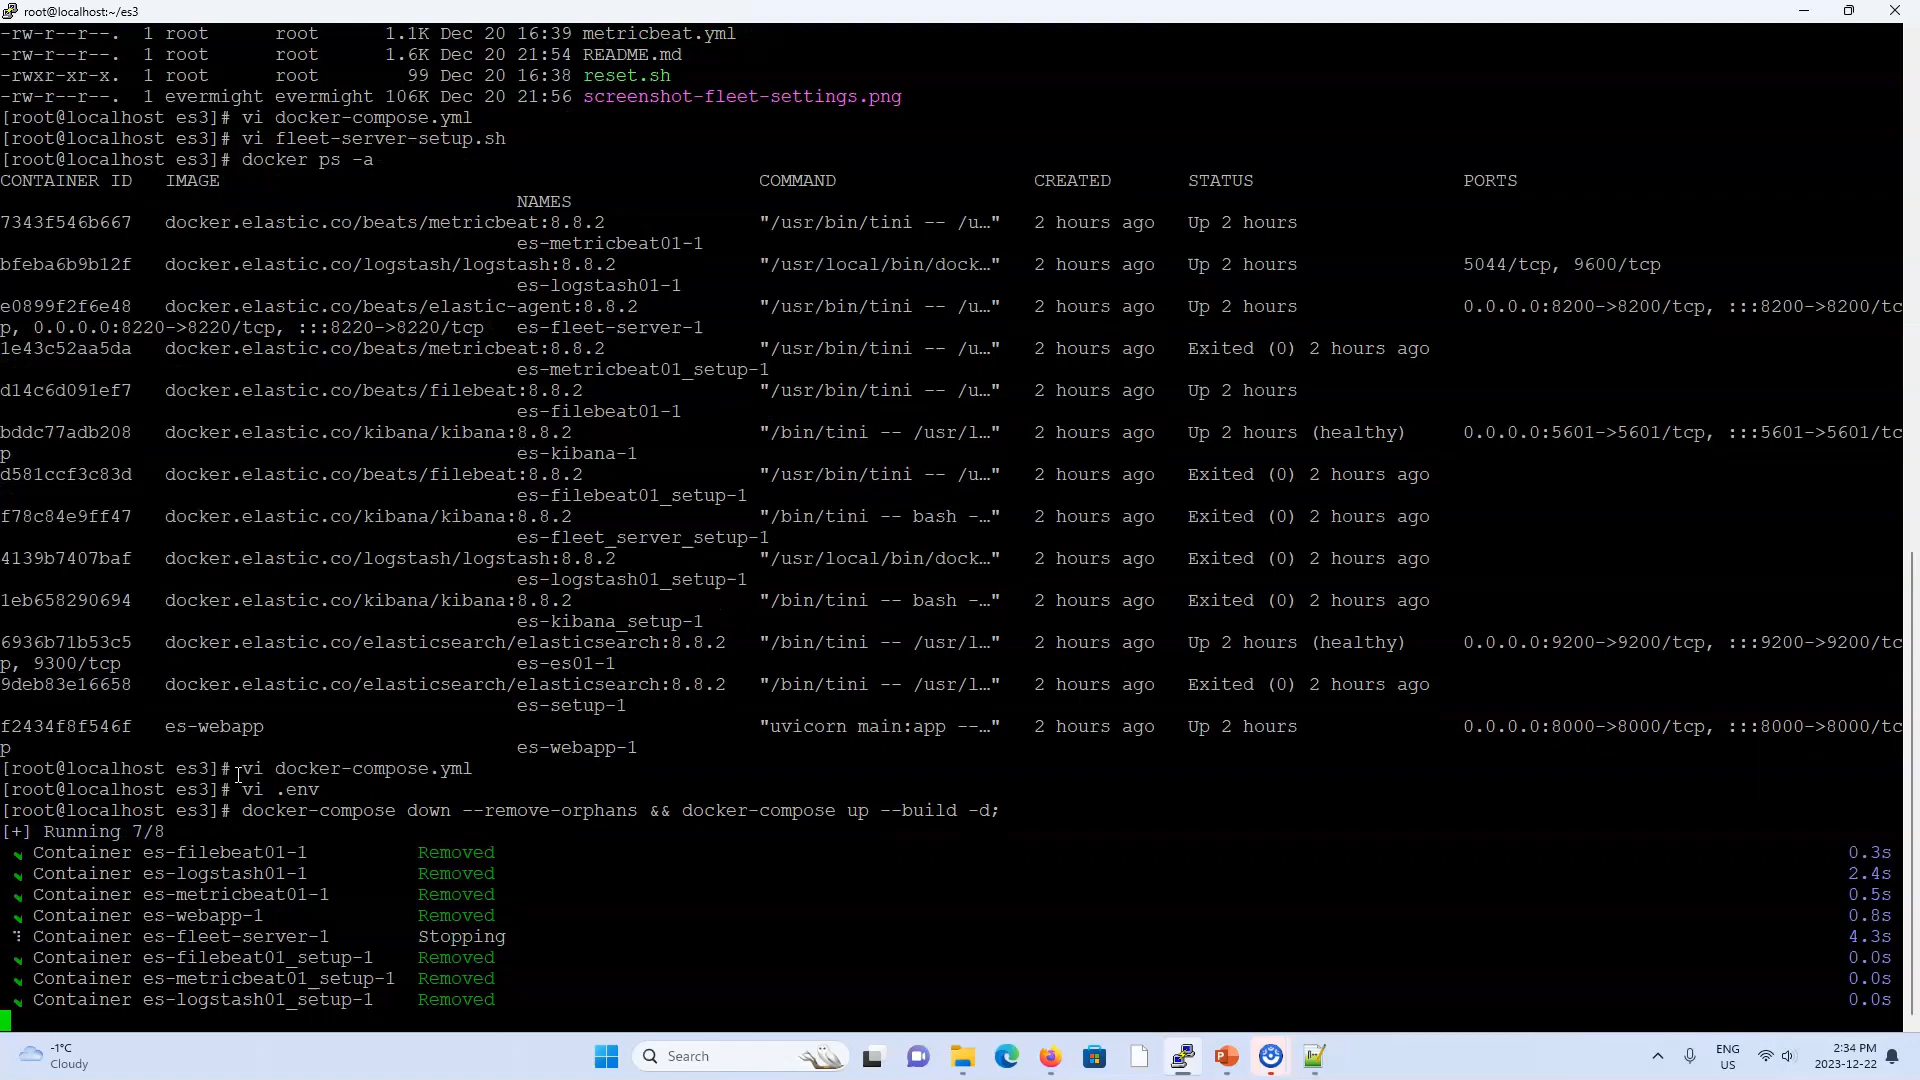 root@localhost:~/es3
-rw-r--r--.  1 root      root      1.1K Dec 20 16:39 metricbeat.yml
-rw-r--r--.  1 root      root      1.6K Dec 20 21:54 README.md
-rwxr-xr-x.  1 root      root        99 Dec 20 16:38 reset.sh
-rw-r--r--.  1 evermight evermight 106K Dec 20 21:56 screenshot-fleet-settings.png
[root@localhost es3]# vi docker-compose.yml
[root@localhost es3]# vi fleet-server-setup.sh
[root@localhost es3]# docker ps -a
CONTAINER ID   IMAGE   COMMAND   CREATED   STATUS   PORTS
NAMES
7343f546b667   docker.elastic.co/beats/metricbeat:8.8.2   "/usr/bin/tini -- /u…"   2 hours ago   Up 2 hours
es-metricbeat01-1
bfeba6b9b12f   docker.elastic.co/logstash/logstash:8.8.2   "/usr/local/bin/dock…"   2 hours ago   Up 2 hours   5044/tcp, 9600/tcp
es-logstash01-1
e0899f2f6e48   docker.elastic.co/beats/elastic-agent:8.8.2   "/usr/bin/tini -- /u…"   2 hours ago   Up 2 hours   0.0.0.0:8200->8200/tcp, :::8200->8200/tc
p, 0.0.0.0:8220->8220/tcp, :::8220->8220/tcp   es-fleet-server-1
1e43c52aa5da   docker.elastic.co/beats/metricbeat:8.8.2   "/usr/bin/tini -- /u…"   2 hours ago   Exited (0) 2 hours ago
es-metricbeat01_setup-1
d14c6d091ef7   docker.elastic.co/beats/filebeat:8.8.2   "/usr/bin/tini -- /u…"   2 hours ago   Up 2 hours
es-filebeat01-1
bddc77adb208   docker.elastic.co/kibana/kibana:8.8.2   "/bin/tini -- /usr/l…"   2 hours ago   Up 2 hours (healthy)   0.0.0.0:5601->5601/tcp, :::5601->5601/tc
p   es-kibana-1
d581ccf3c83d   docker.elastic.co/beats/filebeat:8.8.2   "/usr/bin/tini -- /u…"   2 hours ago   Exited (0) 2 hours ago
es-filebeat01_setup-1
f78c84e9ff47   docker.elastic.co/kibana/kibana:8.8.2   "/bin/tini -- bash -…"   2 hours ago   Exited (0) 2 hours ago
es-fleet_server_setup-1
4139b7407baf   docker.elastic.co/logstash/logstash:8.8.2   "/usr/local/bin/dock…"   2 hours ago   Exited (0) 2 hours ago
es-logstash01_setup-1
1eb658290694   docker.elastic.co/kibana/kibana:8.8.2   "/bin/tini -- bash -…"   2 hours ago   Exited (0) 2 hours ago
es-kibana_setup-1
6936b71b53c5   docker.elastic.co/elasticsearch/elasticsearch:8.8.2   "/bin/tini -- /usr/l…"   2 hours ago   Up 2 hours (healthy)   0.0.0.0:9200->9200/tcp, :::9200->9200/tc
p, 9300/tcp   es-es01-1
9deb83e16658   docker.elastic.co/elasticsearch/elasticsearch:8.8.2   "/bin/tini -- /usr/l…"   2 hours ago   Exited (0) 2 hours ago
es-setup-1
f2434f8f546f   es-webapp   "uvicorn main:app --…"   2 hours ago   Up 2 hours   0.0.0.0:8000->8000/tcp, :::8000->8000/tc
p   es-webapp-1
[root@localhost es3]# vi docker-compose.yml
[root@localhost es3]# vi .env
[root@localhost es3]# docker-compose down --remove-orphans && docker-compose up --build -d;
[+] Running 7/8
Container es-filebeat01-1   Removed   0.3s
Container es-logstash01-1   Removed   2.4s
Container es-metricbeat01-1   Removed   0.5s
Container es-webapp-1   Removed   0.8s
Container es-fleet-server-1   Stopping   4.3s
Container es-filebeat01_setup-1   Removed   0.0s
Container es-metricbeat01_setup-1   Removed   0.0s
Container es-logstash01_setup-1   Removed   0.0s
-1°C
Cloudy
Search
ENG
US
2:34 PM
2023-12-22